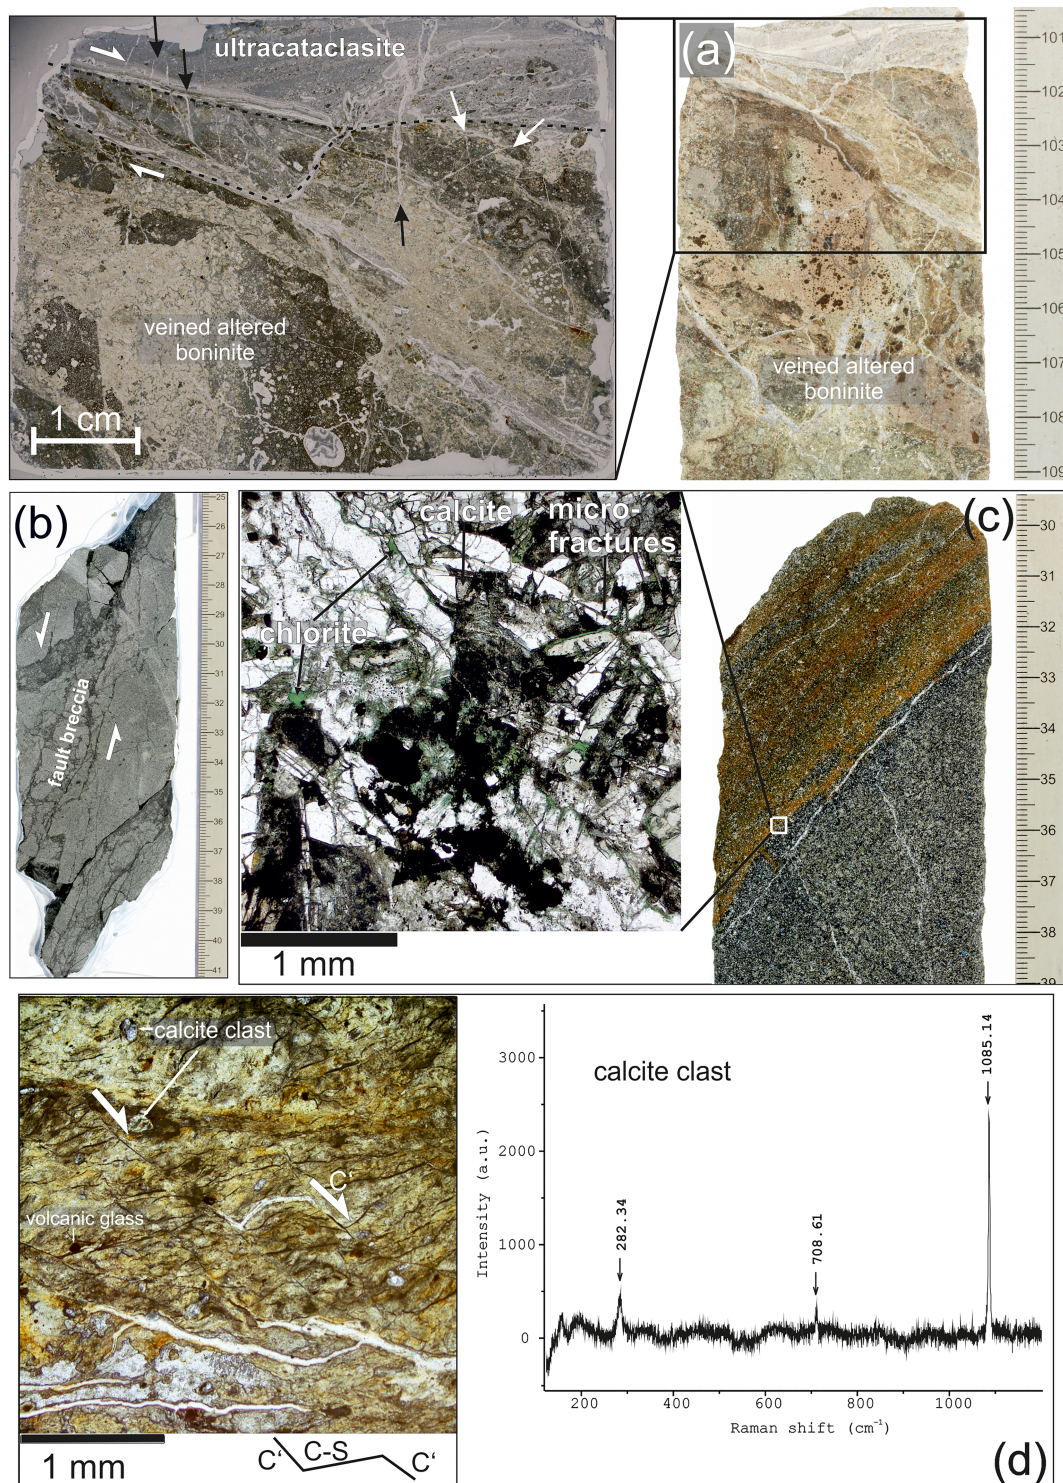 ultracataclasite
(a)
101
102
103
104
105
106
107
108
109
veined altered
boninite
1 cm
veined altered
boninite
(b)
25
26
27
28
29
30
31
32
33
34
35
36
37
38
39
40
41
fault breccia
calcite
micro-
fractures
chlorite
1 mm
(c)
30
31
32
33
34
35
36
37
38
39
calcite clast
C‘
volcanic glass
1 mm
C‘
C-S
C‘
calcite clast
Intensity (a.u.)
3000
2000
1000
0
282.34
708.61
1085.14
200
400
600
800
1000
Raman shift (cm⁻¹)
(d)